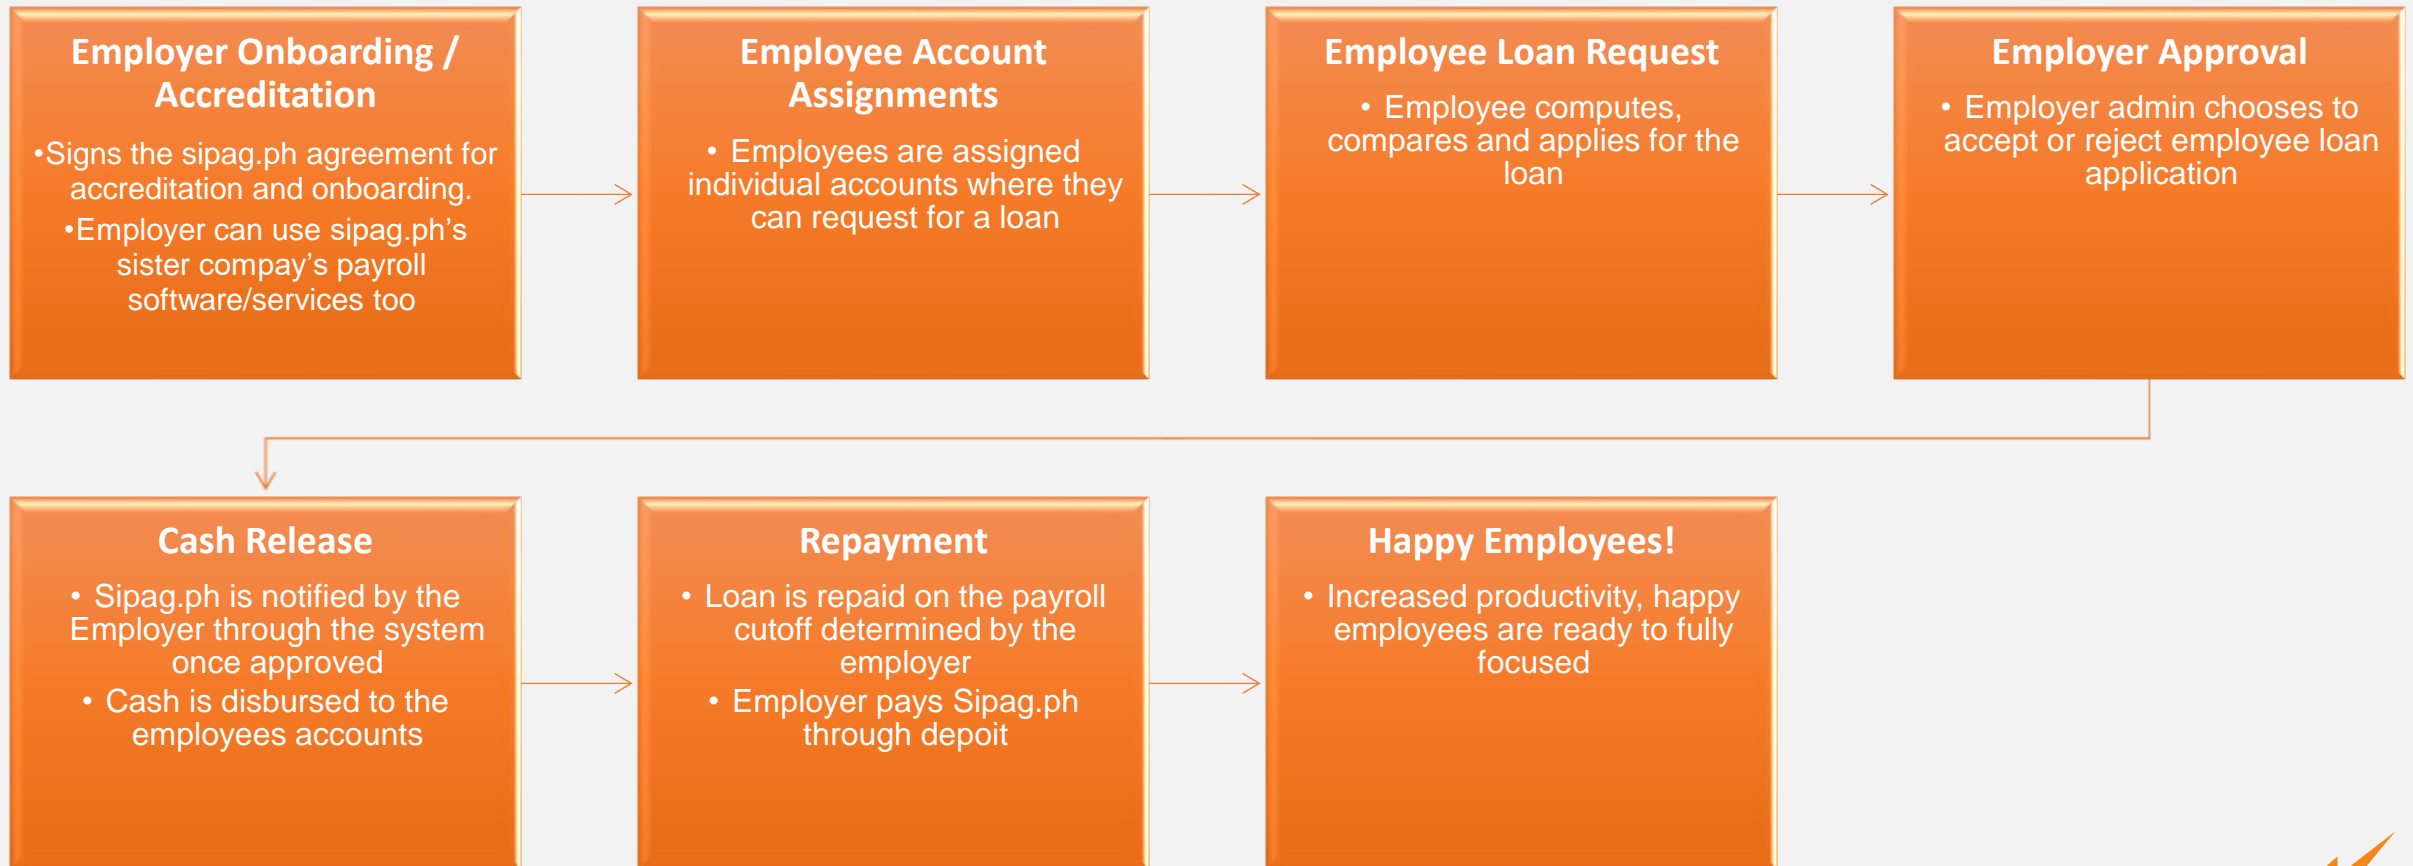 Employer Onboarding /
Accreditation
•Signs the sipag.ph agreement for
accreditation and onboarding.
•Employer can use sipag.ph’s
sister compay’s payroll
software/services too
Employee Account
Assignments
• Employees are assigned
individual accounts where they
can request for a loan
Employee Loan Request
• Employee computes,
compares and applies for the
loan
Employer Approval
• Employer admin chooses to
accept or reject employee loan
application
Cash Release
• Sipag.ph is notified by the
Employer through the system
once approved
• Cash is disbursed to the
employees accounts
Repayment
• Loan is repaid on the payroll
cutoff determined by the
employer
• Employer pays Sipag.ph
through depoit
Happy Employees!
• Increased productivity, happy
employees are ready to fully
focused